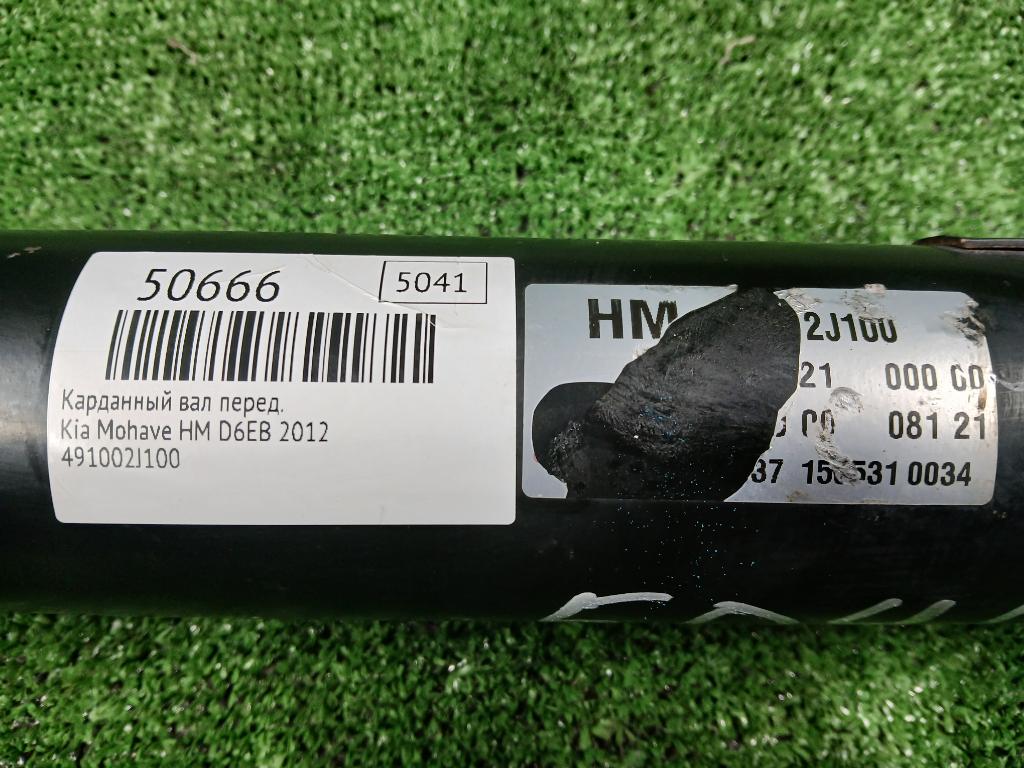 50666
5041
Карданный вал перед.
Kia Mohave HM D6EB 2012
491002J100
HM 2J100
21 000 00
00 081 21
37 531 0034